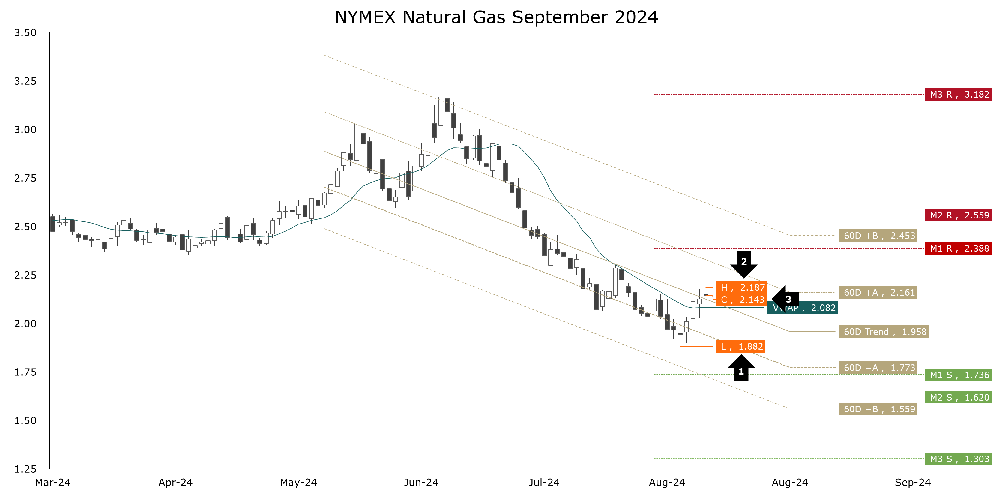 NYMEX Natural Gas September 2024
3.50
3.25
M3 R , 3.182
3.00
2.75
M2 R , 2.559
2.50
60D +B , 2.453
M1 R , 2.388
2
2.25
H , 2.187
60D +A , 2.161
C , 2.143
3
VWAP , 2.082
2.00
60D Trend , 1.958
L , 1.882
60D −A , 1.773
1
1.75
M1 S , 1.736
M2 S , 1.620
60D −B , 1.559
1.50
M3 S , 1.303
1.25
Mar-24 Apr-24 May-24 Jun-24 Jul-24 Aug-24 Aug-24 Sep-24